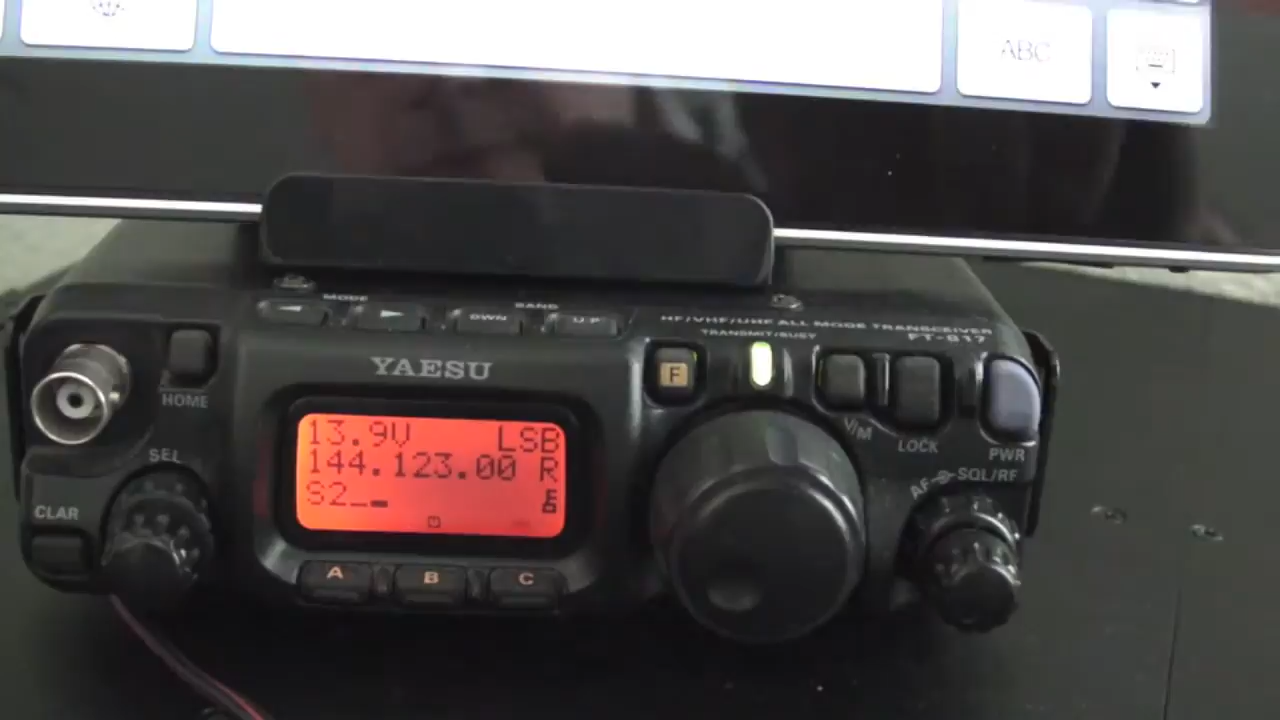 ABC
MODE
BAND
DWN
UP
HF/VHF/UHF ALL MODE TRANSCEIVER
FT-817
TRANSMIT/BUSY
YAESU
F
HOME
V/M
LOCK
PWR
SEL
13.9V LSB
144.123.00 R
S2
AF SQL/RF
CLAR
A B C